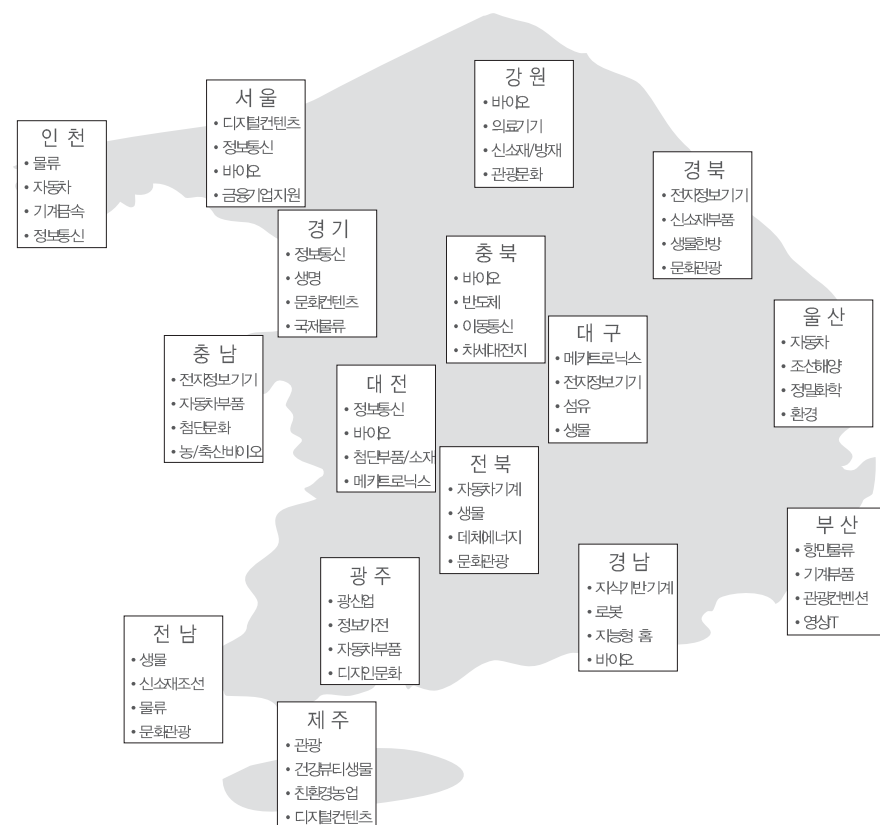 강 원
• 바이오
• 의료기기
• 신소재/방재
• 관광문화
서 울
• 디지털컨텐츠
• 정보통신
• 바이오
• 금융기업지원
인 천
• 물류
• 자동차
• 기계금속
• 정보통신
경 북
• 전자정보기기
• 신소재부품
• 생물한방
• 문화관광
경 기
• 정보통신
• 생명
• 문화컨텐츠
• 국제물류
충 북
• 바이오
• 반도체
• 이동통신
• 차세대전지
울 산
• 자동차
• 조선해양
• 정밀화학
• 환경
대 구
• 메카트로닉스
• 전자정보기기
• 섬유
• 생물
충 남
• 전자정보기기
• 자동차부품
• 첨단문화
• 농/축산바이오
대 전
• 정보통신
• 바이오
• 첨단부품/소재
• 메카트로닉스
전 북
• 자동차기계
• 생물
• 데체에너지
• 문화관광
부 산
• 항만물류
• 기계부품
• 관광컨벤션
• 영상IT
경 남
• 지식기반기계
• 로봇
• 지능형 홈
• 바이오
광 주
• 광산업
• 정보가전
• 자동차부품
• 디자인문화
전 남
• 생물
• 신소재조선
• 물류
• 문화관광
제 주
• 관광
• 건강뷰티생물
• 친환경농업
• 디지털컨텐츠